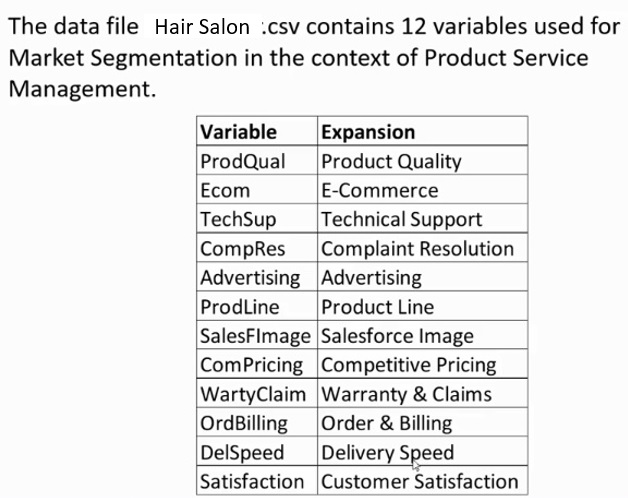 The data file Hair Salon .csv contains 12 variables used for
Market Segmentation in the context of Product Service
Management.
Variable Expansion
ProdQual Product Quality
Ecom E-Commerce
TechSup Technical Support
CompRes Complaint Resolution
Advertising Advertising
ProdLine Product Line
SalesFImage Salesforce Image
ComPricing Competitive Pricing
WartyClaim Warranty & Claims
OrdBilling Order & Billing
DelSpeed Delivery Speed
Satisfaction Customer Satisfaction